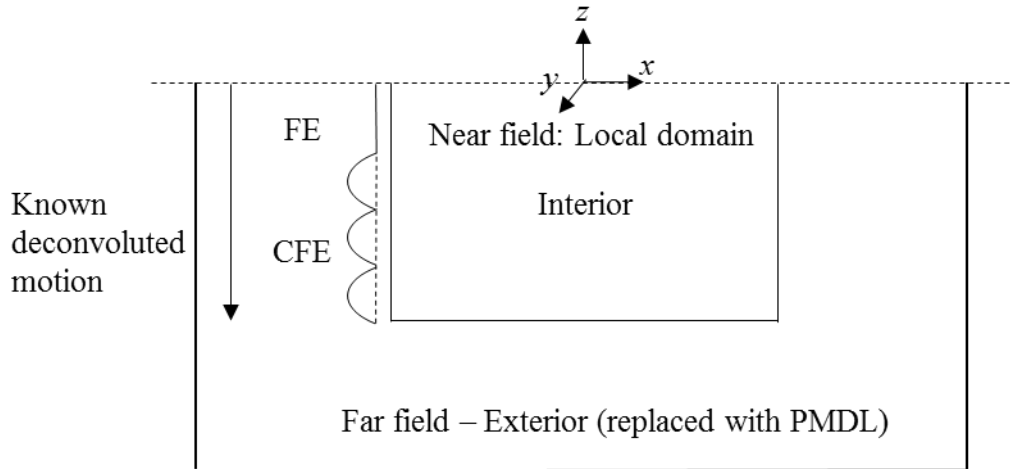 z
y
x
FE
Near field: Local domain
Known
deconvoluted
motion
Interior
CFE
Far field – Exterior (replaced with PMDL)